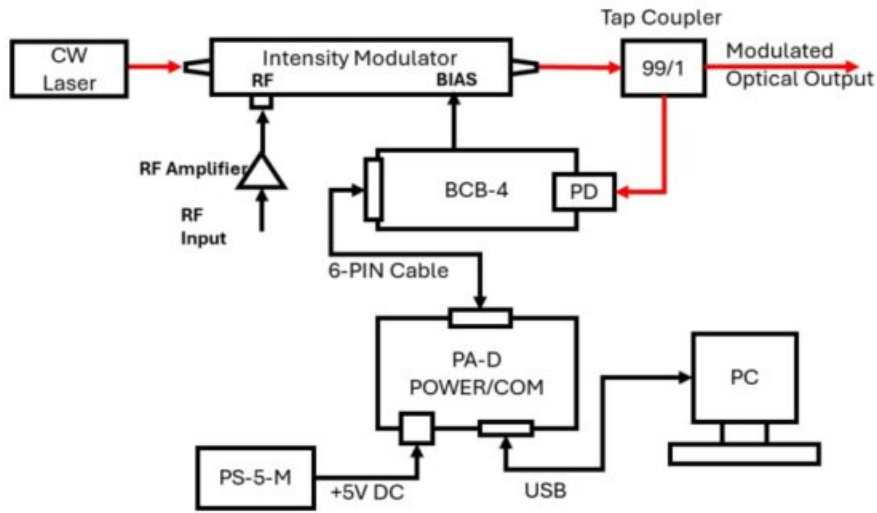 Tap Coupler
CW
Laser
Intensity Modulator
RF
BIAS
99/1
Modulated
Optical Output
RF Amplifier
RF
Input
BCB-4
PD
6-PIN Cable
PA-D
POWER/COM
PC
PS-5-M
+5V DC
USB